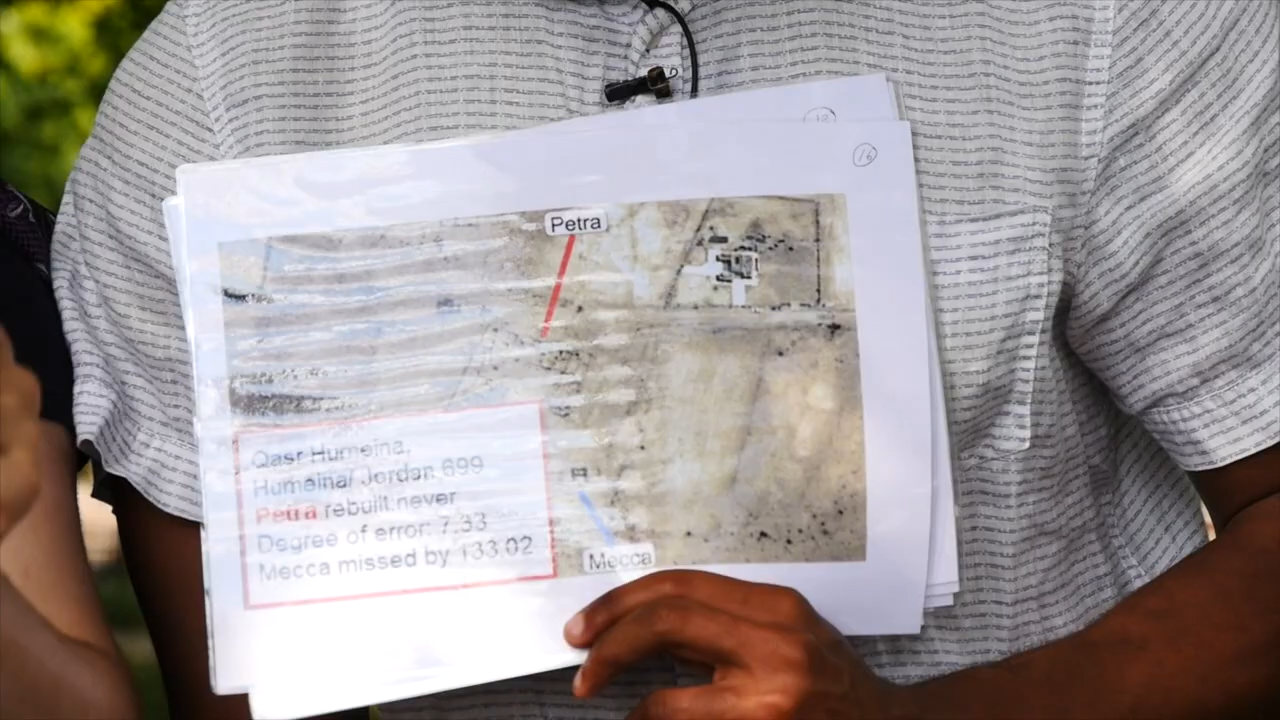 12
16
Petra
Qasr Humeina,
Humeina/ Jordan 699
Petra rebuilt:never
Degree of error: 7.33
Mecca missed by 133.02
Mecca